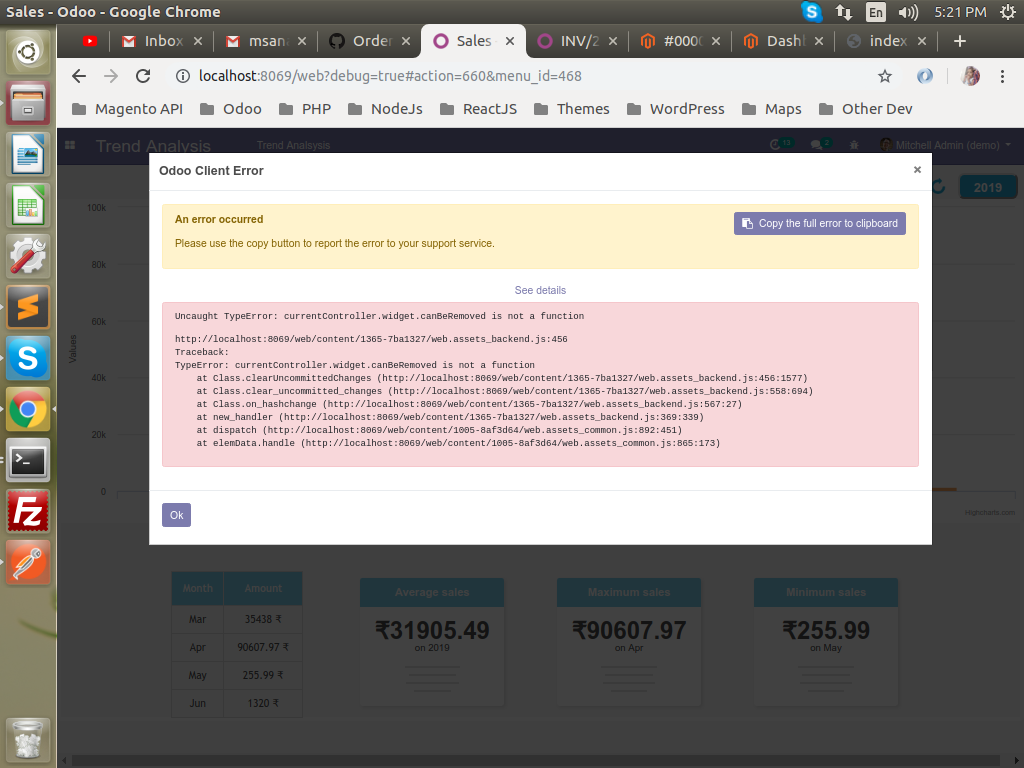 Sales - Odoo - Google Chrome
En
5:21 PM
Inbox
msan
Order
Sales
INV/2
#000
Dash
index
localhost:8069/web?debug=true#action=660&menu_id=468
Magento API
Odoo
PHP
NodeJs
ReactJS
Themes
WordPress
Maps
Other Dev
Trend Analysis
Trend Analsysis
13
2
Mitchell Admin (demo)
2019
Odoo Client Error
×
An error occurred
Copy the full error to clipboard
Please use the copy button to report the error to your support service.
See details
Uncaught TypeError: currentController.widget.canBeRemoved is not a function
http://localhost:8069/web/content/1365-7ba1327/web.assets_backend.js:456
Traceback:
TypeError: currentController.widget.canBeRemoved is not a function
at Class.clearUncommittedChanges (http://localhost:8069/web/content/1365-7ba1327/web.assets_backend.js:456:1577)
at Class.clear_uncommitted_changes (http://localhost:8069/web/content/1365-7ba1327/web.assets_backend.js:558:694)
at Class.on_hashchange (http://localhost:8069/web/content/1365-7ba1327/web.assets_backend.js:567:27)
at new_handler (http://localhost:8069/web/content/1365-7ba1327/web.assets_backend.js:369:339)
at dispatch (http://localhost:8069/web/content/1005-8af3d64/web.assets_common.js:892:451)
at elemData.handle (http://localhost:8069/web/content/1005-8af3d64/web.assets_common.js:865:173)
Ok
100k
80k
60k
40k
20k
0
Values
Highcharts.com
Month Amount
Mar 35438 ₹
Apr 90607.97 ₹
May 255.99 ₹
Jun 1320 ₹
Average sales
₹31905.49
on 2019
Maximum sales
₹90607.97
on Apr
Minimum sales
₹255.99
on May